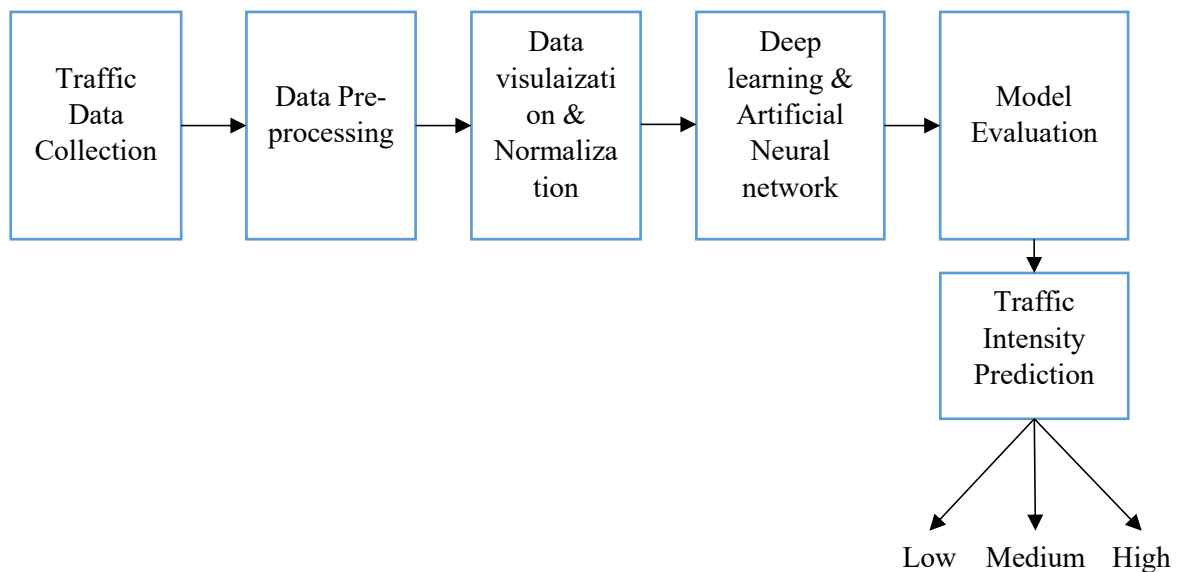 Traffic
Data
Collection
Data Pre-
processing
Data
visulaizati
on &
Normaliza
tion
Deep
learning &
Artificial
Neural
network
Model
Evaluation
Traffic
Intensity
Prediction
Low Medium High